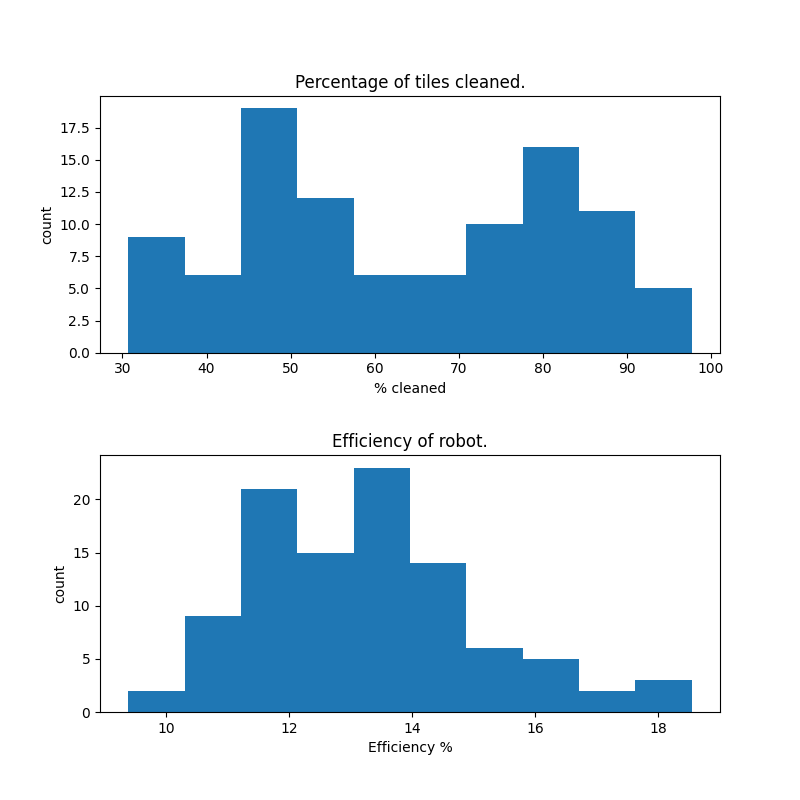 Percentage of tiles cleaned.
17.5
15.0
12.5
10.0
7.5
5.0
2.5
0.0
count
30 40 50 60 70 80 90 100
% cleaned
Efficiency of robot.
20
15
10
5
0
count
10 12 14 16 18
Efficiency %